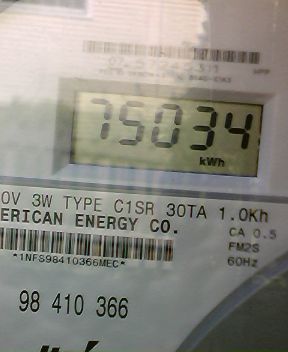 75034
kWh
0V 3W TYPE C1SR 30TA 1.0Kh
ERICAN ENERGY CO.
CA 0.5
FM2S
*1NFS98410366MEC*
60Hz
98 410 366